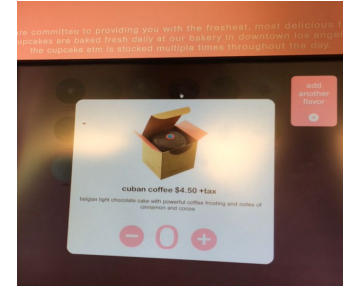 are committed to providing you with the freshest, most delicious
cupcakes are baked fresh daily at our bakery in downtown los
the cupcake atm is stocked multiple times throughout the day.
add
another
flavor
cuban coffee $4.50 +tax
belgian light chocolate cake with powerful coffee frosting and notes of
cinnamon and cocoa
0